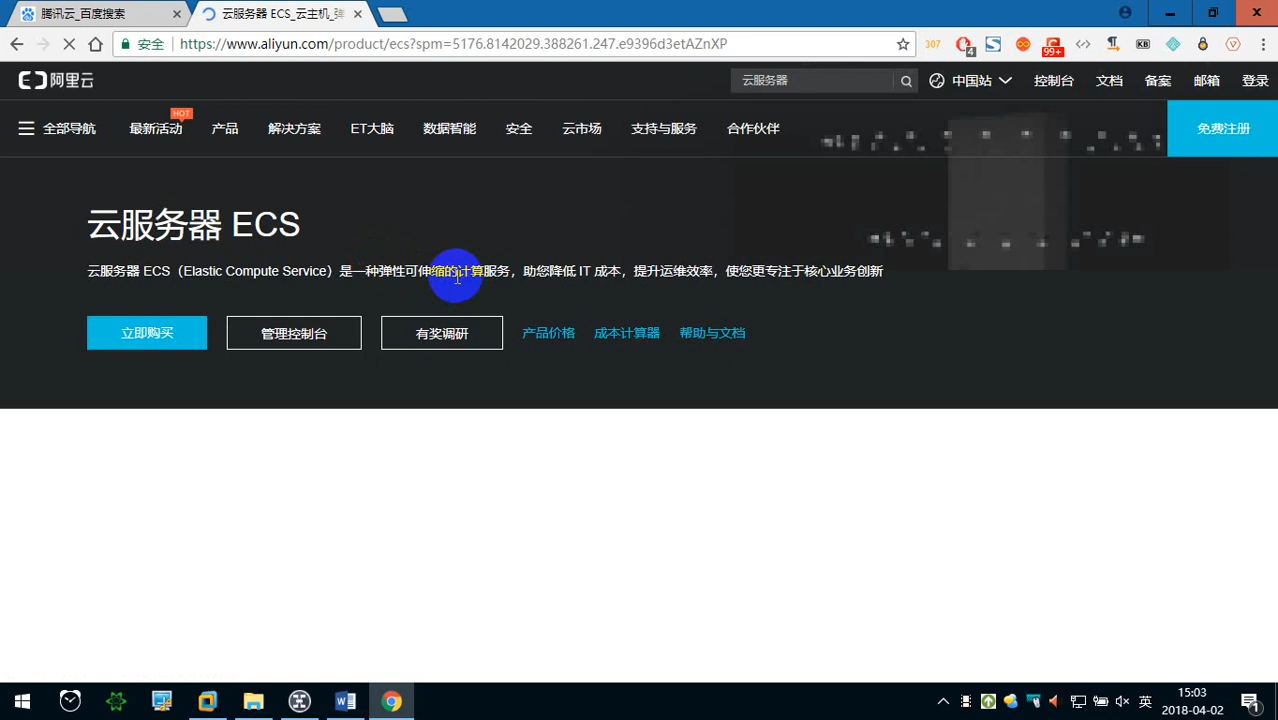 腾讯云_百度搜索
云服务器 ECS_云主机_弹
安全
https://www.aliyun.com/product/ecs?spm=5176.8142029.388261.247.e9396d3etAZnXP
307
4
99+
KB
阿里云
云服务器
中国站
控制台
文档
备案
邮箱
登录
全部导航
最新活动
HOT
产品
解决方案
ET大脑
数据智能
安全
云市场
支持与服务
合作伙伴
免费注册
云服务器 ECS
云服务器 ECS（Elastic Compute Service）是一种弹性可伸缩的计算服务，助您降低 IT 成本，提升运维效率，使您更专注于核心业务创新
立即购买
管理控制台
有奖调研
产品价格
成本计算器
帮助与文档
英
15:03
2018-04-02
1